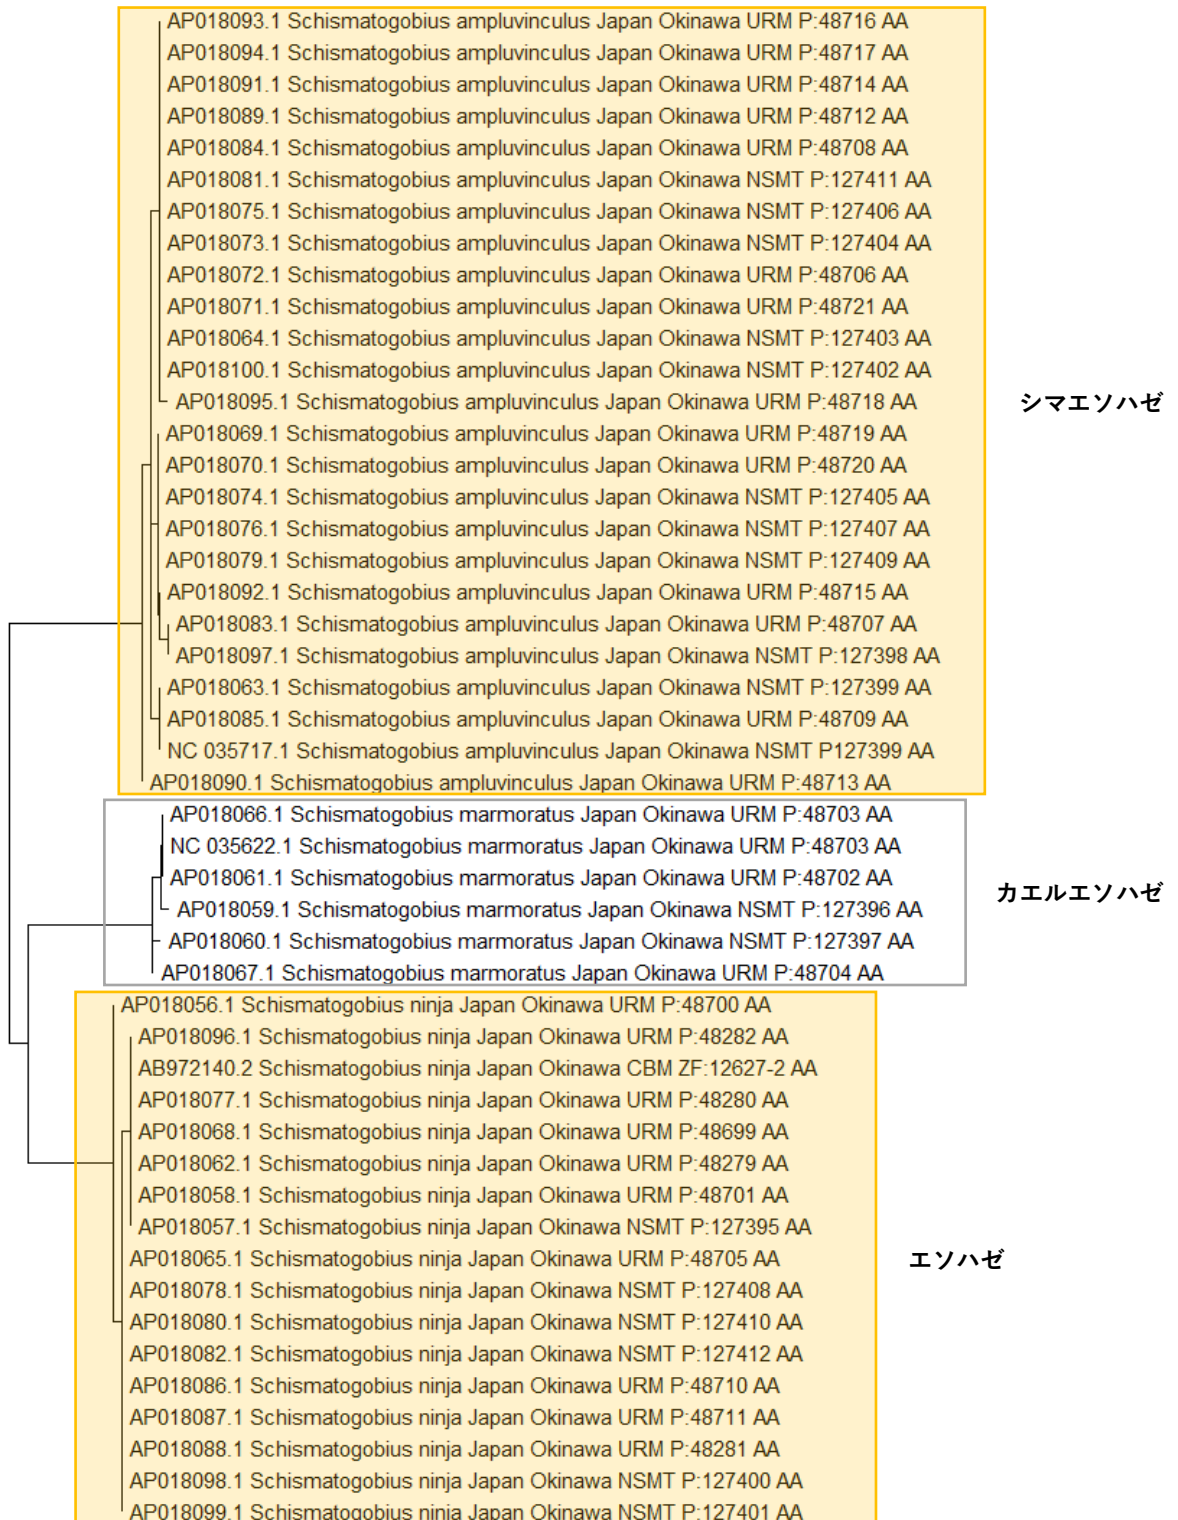 AP018093.1 Schismatogobius ampluvinculus Japan Okinawa URM P:48716 AA
AP018094.1 Schismatogobius ampluvinculus Japan Okinawa URM P:48717 AA
AP018091.1 Schismatogobius ampluvinculus Japan Okinawa URM P:48714 AA
AP018089.1 Schismatogobius ampluvinculus Japan Okinawa URM P:48712 AA
AP018084.1 Schismatogobius ampluvinculus Japan Okinawa URM P:48708 AA
AP018081.1 Schismatogobius ampluvinculus Japan Okinawa NSMT P:127411 AA
AP018075.1 Schismatogobius ampluvinculus Japan Okinawa NSMT P:127406 AA
AP018073.1 Schismatogobius ampluvinculus Japan Okinawa NSMT P:127404 AA
AP018072.1 Schismatogobius ampluvinculus Japan Okinawa URM P:48706 AA
AP018071.1 Schismatogobius ampluvinculus Japan Okinawa URM P:48721 AA
AP018064.1 Schismatogobius ampluvinculus Japan Okinawa NSMT P:127403 AA
AP018100.1 Schismatogobius ampluvinculus Japan Okinawa NSMT P:127402 AA
AP018095.1 Schismatogobius ampluvinculus Japan Okinawa URM P:48718 AA
シマエソハゼ
AP018069.1 Schismatogobius ampluvinculus Japan Okinawa URM P:48719 AA
AP018070.1 Schismatogobius ampluvinculus Japan Okinawa URM P:48720 AA
AP018074.1 Schismatogobius ampluvinculus Japan Okinawa NSMT P:127405 AA
AP018076.1 Schismatogobius ampluvinculus Japan Okinawa NSMT P:127407 AA
AP018079.1 Schismatogobius ampluvinculus Japan Okinawa NSMT P:127409 AA
AP018092.1 Schismatogobius ampluvinculus Japan Okinawa URM P:48715 AA
AP018083.1 Schismatogobius ampluvinculus Japan Okinawa URM P:48707 AA
AP018097.1 Schismatogobius ampluvinculus Japan Okinawa NSMT P:127398 AA
AP018063.1 Schismatogobius ampluvinculus Japan Okinawa NSMT P:127399 AA
AP018085.1 Schismatogobius ampluvinculus Japan Okinawa URM P:48709 AA
NC 035717.1 Schismatogobius ampluvinculus Japan Okinawa NSMT P127399 AA
AP018090.1 Schismatogobius ampluvinculus Japan Okinawa URM P:48713 AA
AP018066.1 Schismatogobius marmoratus Japan Okinawa URM P:48703 AA
NC 035622.1 Schismatogobius marmoratus Japan Okinawa URM P:48703 AA
AP018061.1 Schismatogobius marmoratus Japan Okinawa URM P:48702 AA
カエルエソハゼ
AP018059.1 Schismatogobius marmoratus Japan Okinawa NSMT P:127396 AA
AP018060.1 Schismatogobius marmoratus Japan Okinawa NSMT P:127397 AA
AP018067.1 Schismatogobius marmoratus Japan Okinawa URM P:48704 AA
AP018056.1 Schismatogobius ninja Japan Okinawa URM P:48700 AA
AP018096.1 Schismatogobius ninja Japan Okinawa URM P:48282 AA
AB972140.2 Schismatogobius ninja Japan Okinawa CBM ZF:12627-2 AA
AP018077.1 Schismatogobius ninja Japan Okinawa URM P:48280 AA
AP018068.1 Schismatogobius ninja Japan Okinawa URM P:48699 AA
AP018062.1 Schismatogobius ninja Japan Okinawa URM P:48279 AA
AP018058.1 Schismatogobius ninja Japan Okinawa URM P:48701 AA
AP018057.1 Schismatogobius ninja Japan Okinawa NSMT P:127395 AA
AP018065.1 Schismatogobius ninja Japan Okinawa URM P:48705 AA
エソハゼ
AP018078.1 Schismatogobius ninja Japan Okinawa NSMT P:127408 AA
AP018080.1 Schismatogobius ninja Japan Okinawa NSMT P:127410 AA
AP018082.1 Schismatogobius ninja Japan Okinawa NSMT P:127412 AA
AP018086.1 Schismatogobius ninja Japan Okinawa URM P:48710 AA
AP018087.1 Schismatogobius ninja Japan Okinawa URM P:48711 AA
AP018088.1 Schismatogobius ninja Japan Okinawa URM P:48281 AA
AP018098.1 Schismatogobius ninja Japan Okinawa NSMT P:127400 AA
AP018099.1 Schismatogobius ninja Japan Okinawa NSMT P:127401 AA